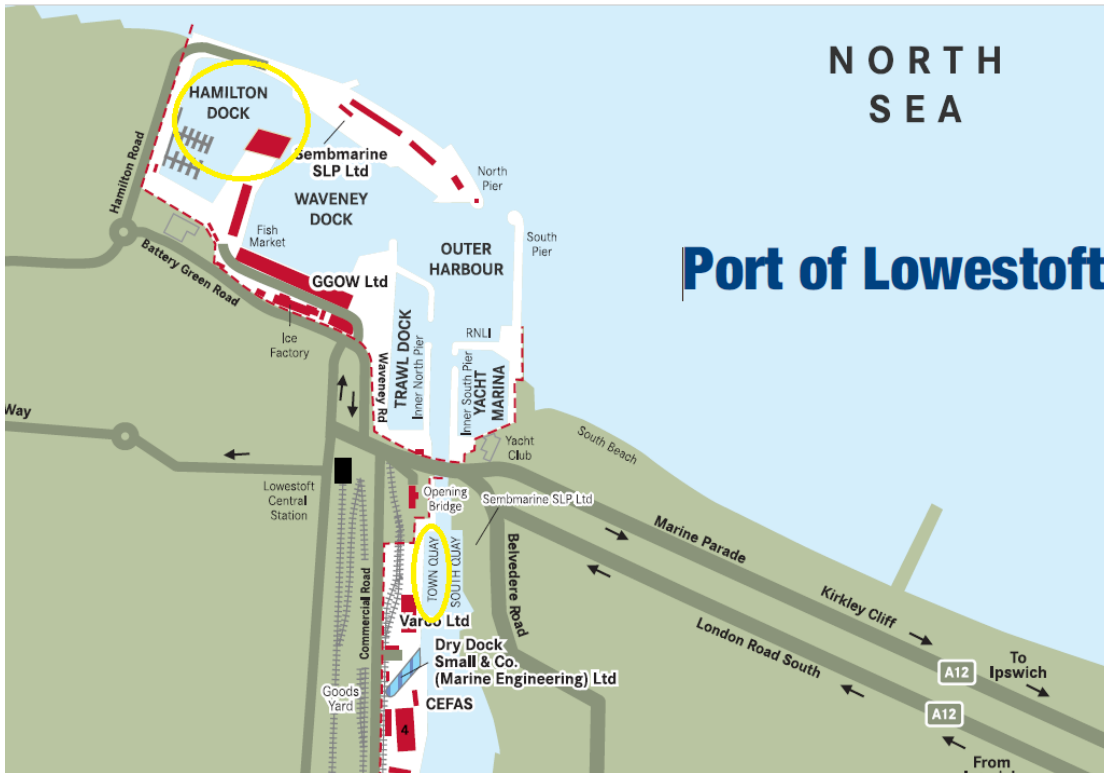 NORTH
SEA
HAMILTON
DOCK
Sembmarine
SLP Ltd
North
Pier
Hamilton Road
WAVENEY
DOCK
Fish
Market
OUTER
HARBOUR
South
Pier
Port of Lowestoft
Battery Green Road
GGOW Ltd
Ice
Factory
Waveney Rd
TRAWL DOCK
Inner North Pier
RNLI
Inner South Pier
YACHT
MARINA
Way
Yacht
Club
South Beach
Lowestoft
Central
Station
Opening
Bridge
Sembmarine SLP Ltd
Marine Parade
Commercial Road
TOWN QUAY
SOUTH QUAY
Belvedere Road
Kirkley Cliff
Varco Ltd
London Road South
Dry Dock
Small & Co.
(Marine Engineering) Ltd
To
Ipswich
A12
Goods
Yard
CEFAS
4
A12
From